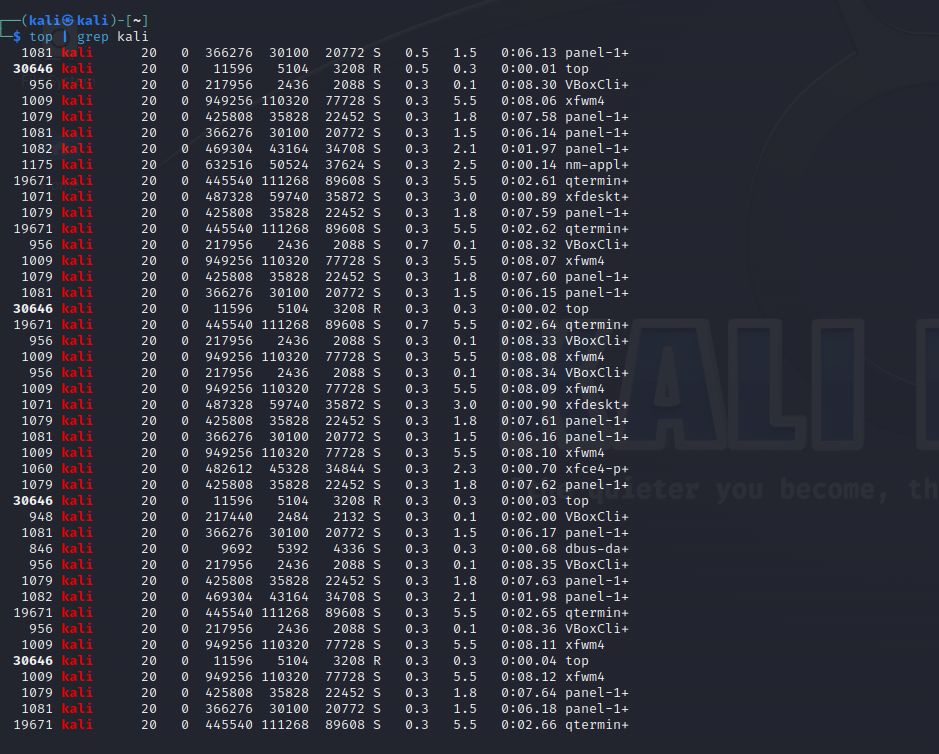 ┌──(kali㉿kali)-[~]
└─$ top | grep kali
1081 kali 20 0 366276 30100 20772 S 0.5 1.5 0:06.13 panel-1+
30646 kali 20 0 11596 5104 3208 R 0.5 0.3 0:00.01 top
956 kali 20 0 217956 2436 2088 S 0.3 0.1 0:08.30 VBoxCli+
1009 kali 20 0 949256 110320 77728 S 0.3 5.5 0:08.06 xfwm4
1079 kali 20 0 425808 35828 22452 S 0.3 1.8 0:07.58 panel-1+
1081 kali 20 0 366276 30100 20772 S 0.3 1.5 0:06.14 panel-1+
1082 kali 20 0 469304 43164 34708 S 0.3 2.1 0:01.97 panel-1+
1175 kali 20 0 632516 50524 37624 S 0.3 2.5 0:00.14 nm-appl+
19671 kali 20 0 445540 111268 89608 S 0.3 5.5 0:02.61 qtermin+
1071 kali 20 0 487328 59740 35872 S 0.3 3.0 0:00.89 xfdeskt+
1079 kali 20 0 425808 35828 22452 S 0.3 1.8 0:07.59 panel-1+
19671 kali 20 0 445540 111268 89608 S 0.3 5.5 0:02.62 qtermin+
956 kali 20 0 217956 2436 2088 S 0.7 0.1 0:08.32 VBoxCli+
1009 kali 20 0 949256 110320 77728 S 0.3 5.5 0:08.07 xfwm4
1079 kali 20 0 425808 35828 22452 S 0.3 1.8 0:07.60 panel-1+
1081 kali 20 0 366276 30100 20772 S 0.3 1.5 0:06.15 panel-1+
30646 kali 20 0 11596 5104 3208 R 0.3 0.3 0:00.02 top
19671 kali 20 0 445540 111268 89608 S 0.7 5.5 0:02.64 qtermin+
956 kali 20 0 217956 2436 2088 S 0.3 0.1 0:08.33 VBoxCli+
1009 kali 20 0 949256 110320 77728 S 0.3 5.5 0:08.08 xfwm4
956 kali 20 0 217956 2436 2088 S 0.3 0.1 0:08.34 VBoxCli+
1009 kali 20 0 949256 110320 77728 S 0.3 5.5 0:08.09 xfwm4
1071 kali 20 0 487328 59740 35872 S 0.3 3.0 0:00.90 xfdeskt+
1079 kali 20 0 425808 35828 22452 S 0.3 1.8 0:07.61 panel-1+
1081 kali 20 0 366276 30100 20772 S 0.3 1.5 0:06.16 panel-1+
1009 kali 20 0 949256 110320 77728 S 0.3 5.5 0:08.10 xfwm4
1060 kali 20 0 482612 45328 34844 S 0.3 2.3 0:00.70 xfce4-p+
1079 kali 20 0 425808 35828 22452 S 0.3 1.8 0:07.62 panel-1+
30646 kali 20 0 11596 5104 3208 R 0.3 0.3 0:00.03 top
948 kali 20 0 217440 2484 2132 S 0.3 0.1 0:02.00 VBoxCli+
1081 kali 20 0 366276 30100 20772 S 0.3 1.5 0:06.17 panel-1+
846 kali 20 0 9692 5392 4336 S 0.3 0.3 0:00.68 dbus-da+
956 kali 20 0 217956 2436 2088 S 0.3 0.1 0:08.35 VBoxCli+
1079 kali 20 0 425808 35828 22452 S 0.3 1.8 0:07.63 panel-1+
1082 kali 20 0 469304 43164 34708 S 0.3 2.1 0:01.98 panel-1+
19671 kali 20 0 445540 111268 89608 S 0.3 5.5 0:02.65 qtermin+
956 kali 20 0 217956 2436 2088 S 0.3 0.1 0:08.36 VBoxCli+
1009 kali 20 0 949256 110320 77728 S 0.3 5.5 0:08.11 xfwm4
30646 kali 20 0 11596 5104 3208 R 0.3 0.3 0:00.04 top
1009 kali 20 0 949256 110320 77728 S 0.3 5.5 0:08.12 xfwm4
1079 kali 20 0 425808 35828 22452 S 0.3 1.8 0:07.64 panel-1+
1081 kali 20 0 366276 30100 20772 S 0.3 1.5 0:06.18 panel-1+
19671 kali 20 0 445540 111268 89608 S 0.3 5.5 0:02.66 qtermin+
KALI
quieter you become, th